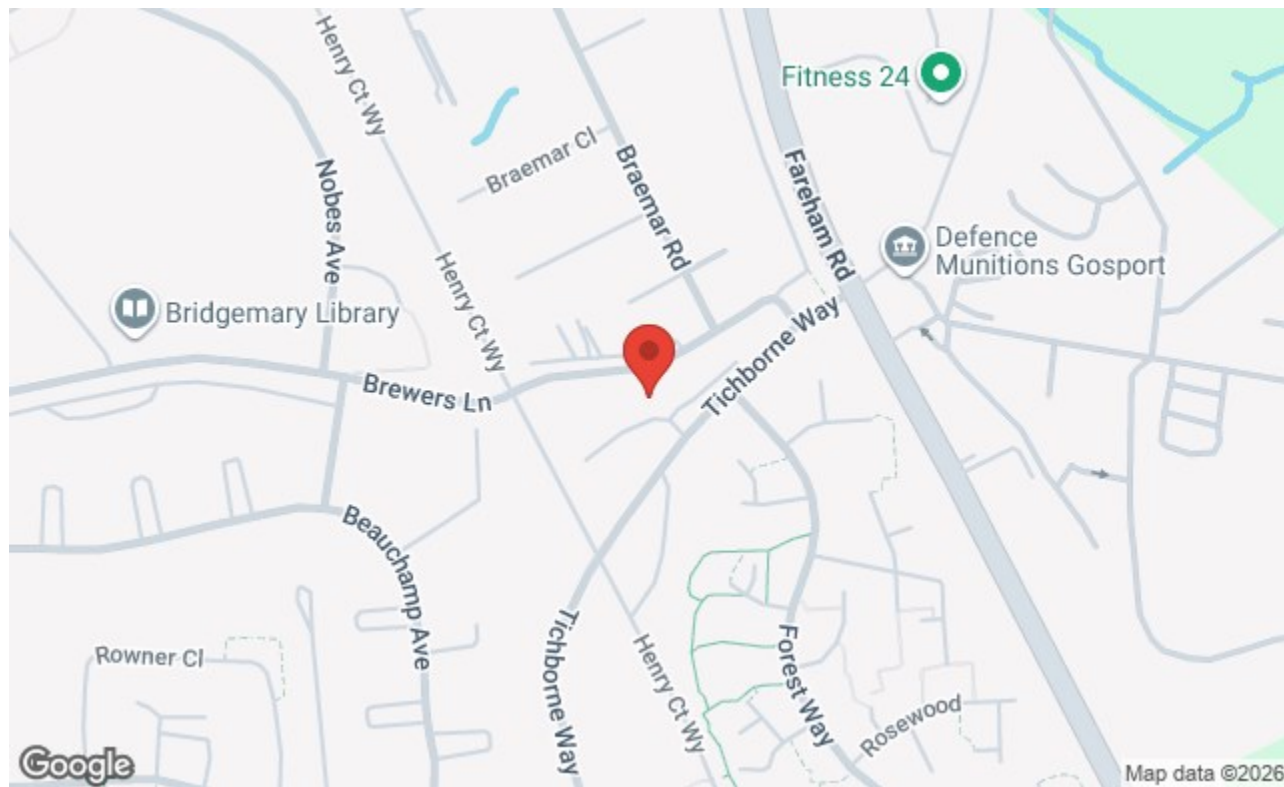 Henry Ct Wy
Fitness 24
Braemar Cl
Braemar Rd
Fareham Rd
Nobes Ave
Defence
Munitions Gosport
Henry Ct Wy
Bridgemary Library
Tichborne Way
Brewers Ln
Beauchamp Ave
Tichborne Way
Forest Way
Henry Ct Wy
Rowner Cl
Rosewood
Google
Map data ©2026